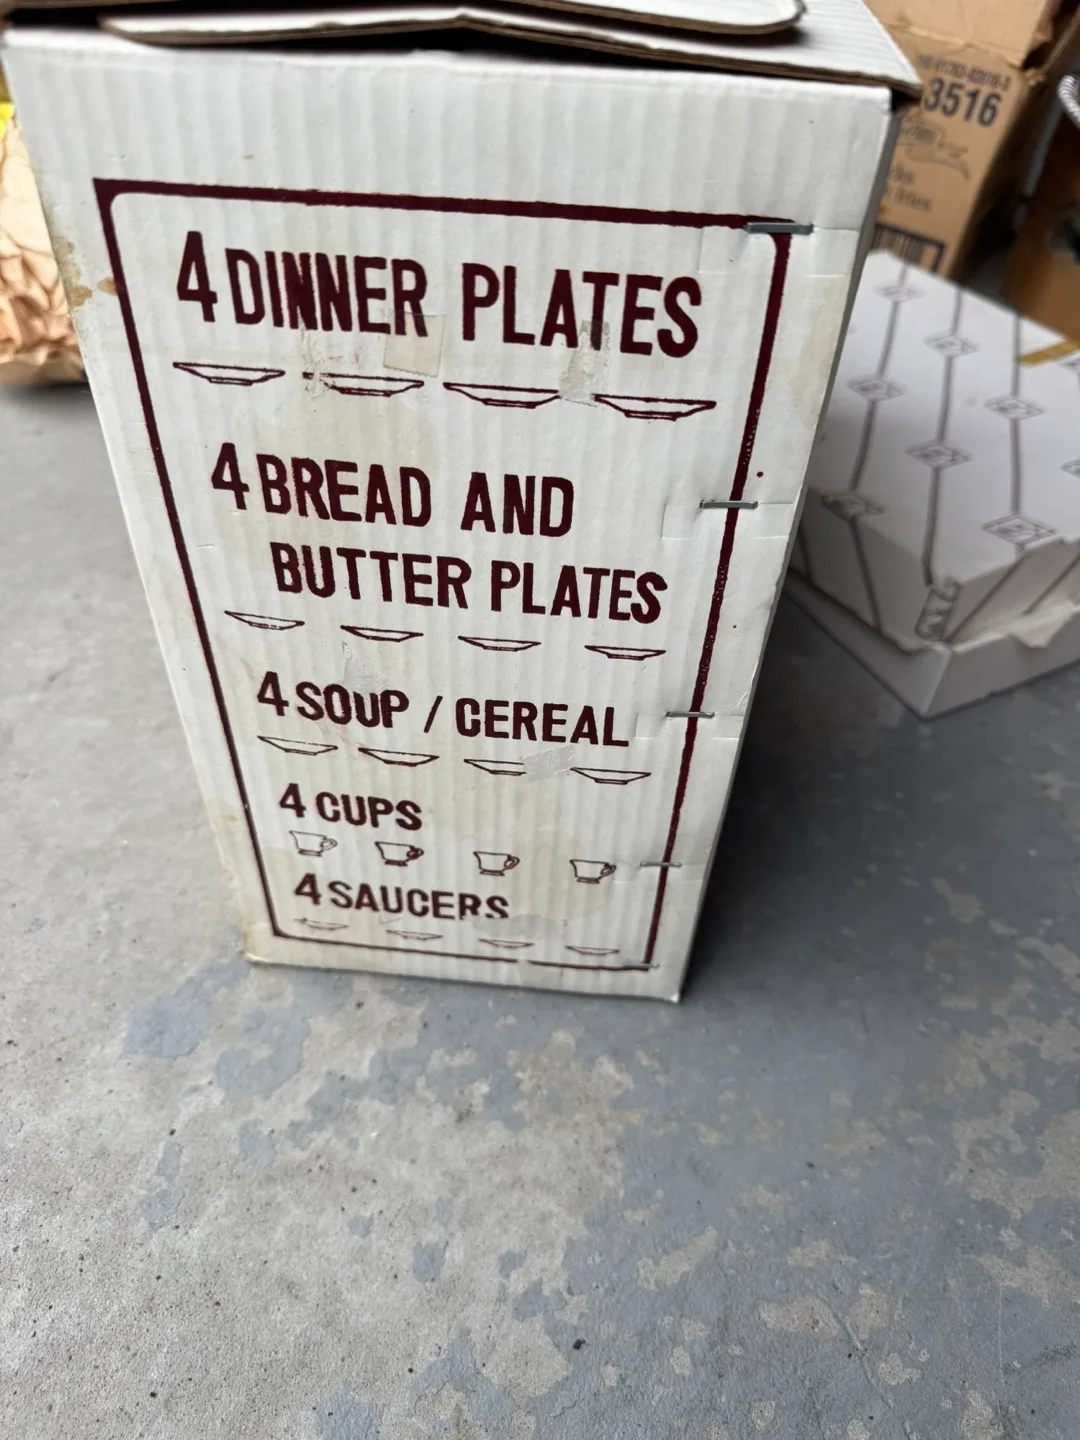 4 DINNER PLATES
4 BREAD AND
BUTTER PLATES
4 SOUP / CEREAL
4 CUPS
4 SAUCERS
3516